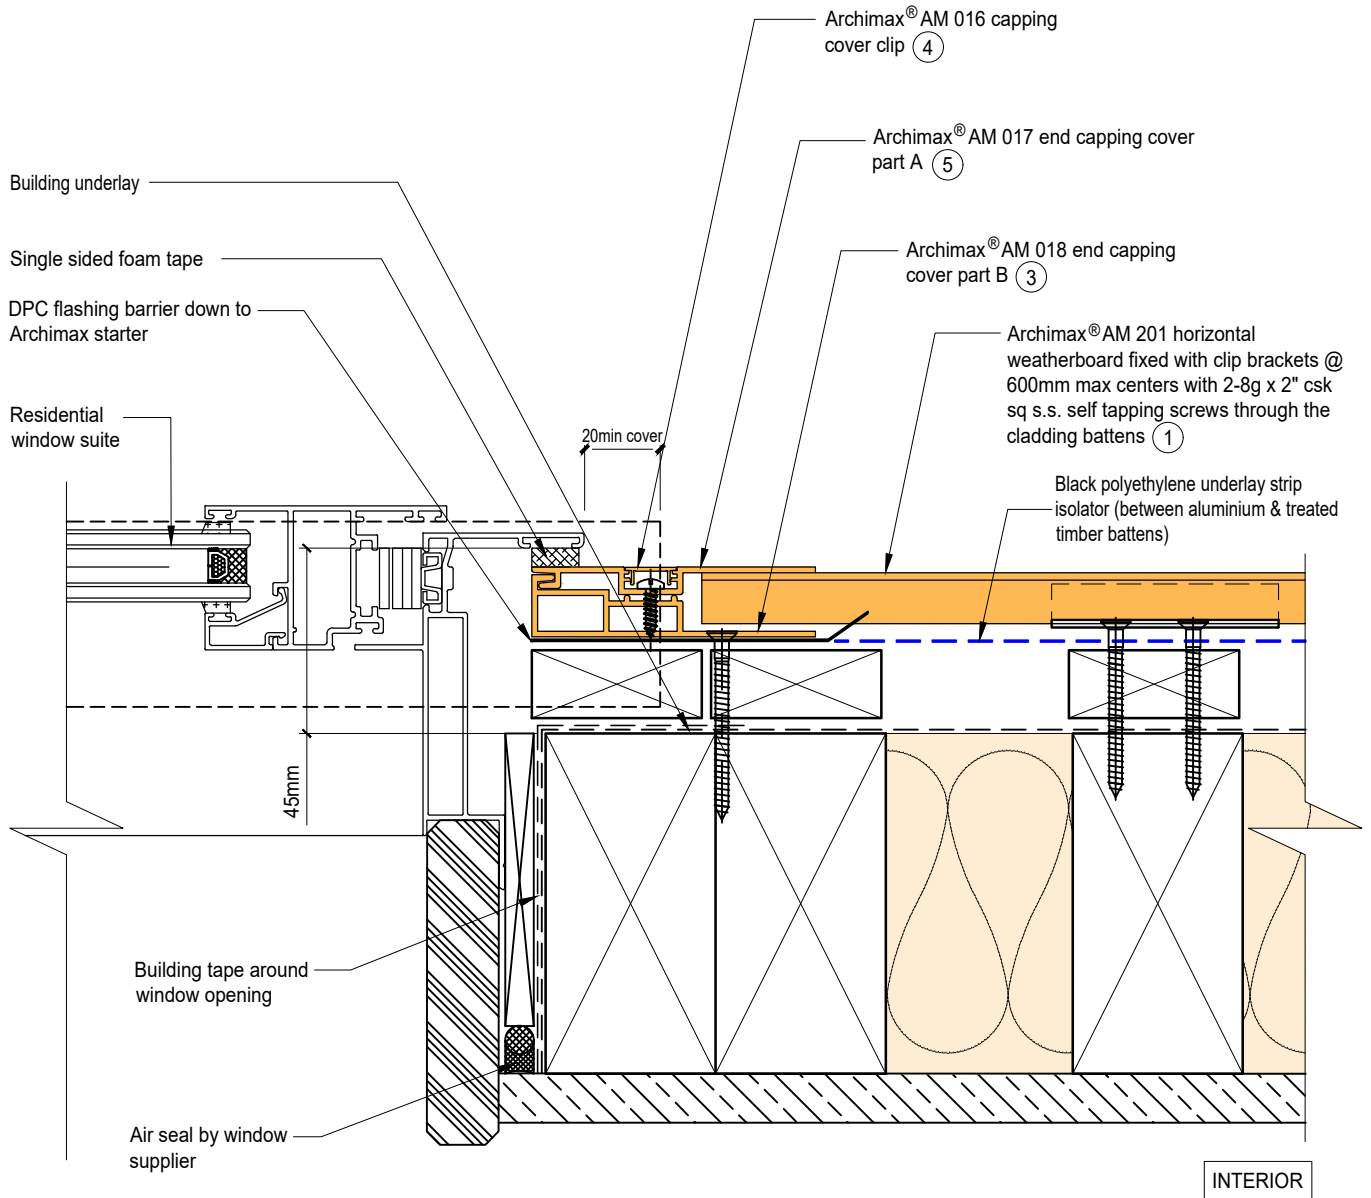 Archimax® AM 016 capping
cover clip 4
Archimax® AM 017 end capping cover
part A 5
Building underlay
Single sided foam tape
Archimax® AM 018 end capping
cover part B 3
DPC flashing barrier down to
Archimax starter
Archimax® AM 201 horizontal
weatherboard fixed with clip brackets @
600mm max centers with 2-8g x 2" csk
sq s.s. self tapping screws through the
cladding battens 1
Residential
window suite
20min cover
Black polyethylene underlay strip
isolator (between aluminium & treated
timber battens)
45mm
Building tape around
window opening
Air seal by window
supplier
INTERIOR